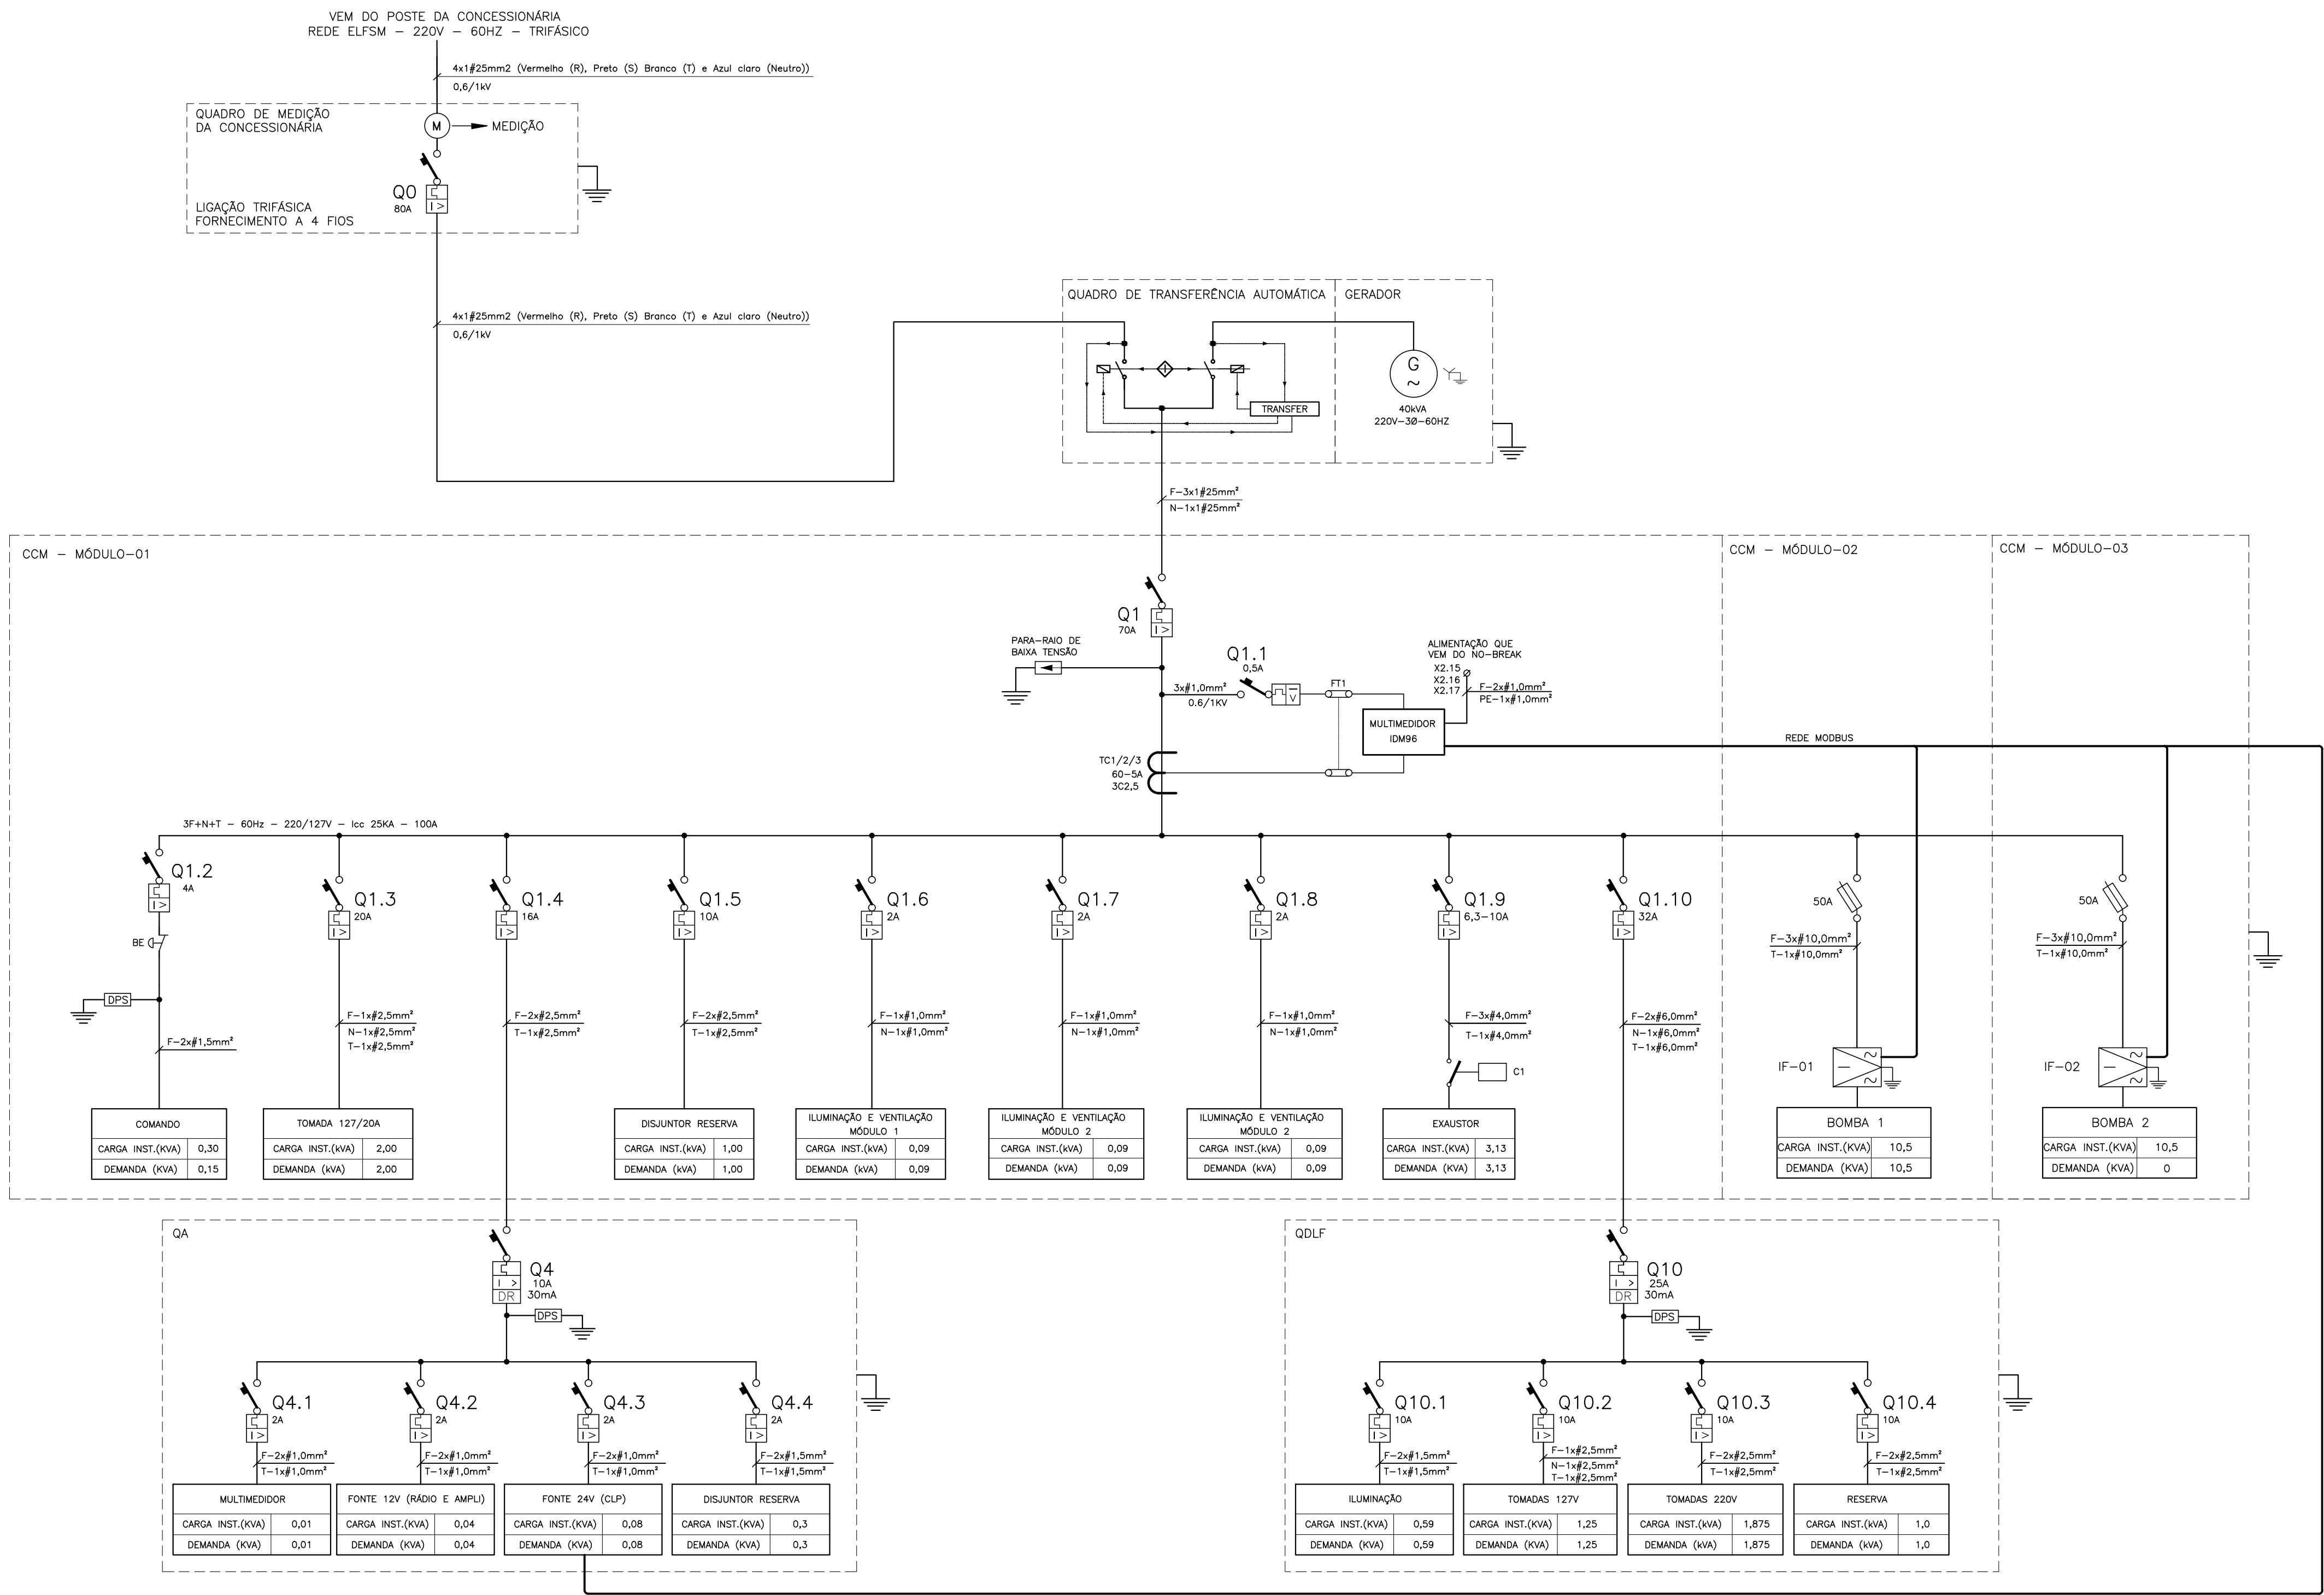 VEM DO POSTE DA CONCESSIONÁRIA
REDE ELFSM – 220V – 60HZ – TRIFÁSICO
4x1#25mm2 (Vermelho (R), Preto (S) Branco (T) e Azul claro (Neutro))
0,6/1kV
QUADRO DE MEDIÇÃO
DA CONCESSIONÁRIA
M
MEDIÇÃO
Q0
80A
I >
LIGAÇÃO TRIFÁSICA
FORNECIMENTO A 4 FIOS
4x1#25mm2 (Vermelho (R), Preto (S) Branco (T) e Azul claro (Neutro))
0,6/1kV
QUADRO DE TRANSFERÊNCIA AUTOMÁTICA
GERADOR
G
~
TRANSFER
40kVA
220V–3Ø–60HZ
F–3x1#25mm²
N–1x1#25mm²
CCM – MÓDULO–01
CCM – MÓDULO–02
CCM – MÓDULO–03
Q1
70A
I >
PARA–RAIO DE
BAIXA TENSÃO
Q1.1
0,5A
3x#1,0mm²
0.6/1KV
V
FT1
ALIMENTAÇÃO QUE
VEM DO NO–BREAK
X2.15
X2.16
X2.17
F–2x#1,0mm²
PE–1x#1,0mm²
MULTIMEDIDOR
IDM96
REDE MODBUS
TC1/2/3
60–5A
3C2,5
3F+N+T – 60Hz – 220/127V – Icc 25KA – 100A
Q1.2
4A
I >
BE
DPS
F–2x#1,5mm²
COMANDO
CARGA INST.(KVA) 0,30
DEMANDA (KVA) 0,15
Q1.3
20A
I >
F–1x#2,5mm²
N–1x#2,5mm²
T–1x#2,5mm²
TOMADA 127/20A
CARGA INST.(kVA) 2,00
DEMANDA (kVA) 2,00
Q1.4
16A
I >
F–2x#2,5mm²
T–1x#2,5mm²
Q1.5
10A
I >
F–2x#2,5mm²
T–1x#2,5mm²
DISJUNTOR RESERVA
CARGA INST.(kVA) 1,00
DEMANDA (kVA) 1,00
Q1.6
2A
I >
F–1x#1,0mm²
N–1x#1,0mm²
ILUMINAÇÃO E VENTILAÇÃO
MÓDULO 1
CARGA INST.(kVA) 0,09
DEMANDA (kVA) 0,09
Q1.7
2A
I >
F–1x#1,0mm²
N–1x#1,0mm²
ILUMINAÇÃO E VENTILAÇÃO
MÓDULO 2
CARGA INST.(kVA) 0,09
DEMANDA (kVA) 0,09
Q1.8
2A
I >
F–1x#1,0mm²
N–1x#1,0mm²
ILUMINAÇÃO E VENTILAÇÃO
MÓDULO 2
CARGA INST.(kVA) 0,09
DEMANDA (kVA) 0,09
Q1.9
6,3–10A
I >
F–3x#4,0mm²
T–1x#4,0mm²
C1
EXAUSTOR
CARGA INST.(KVA) 3,13
DEMANDA (KVA) 3,13
Q1.10
32A
I >
F–2x#6,0mm²
N–1x#6,0mm²
T–1x#6,0mm²
50A
F–3x#10,0mm²
T–1x#10,0mm²
IF–01
~
~
BOMBA 1
CARGA INST.(KVA) 10,5
DEMANDA (KVA) 10,5
50A
F–3x#10,0mm²
T–1x#10,0mm²
IF–02
~
~
BOMBA 2
CARGA INST.(KVA) 10,5
DEMANDA (KVA) 0
QA
Q4
10A
30mA
I >
DR
DPS
Q4.1
2A
I >
F–2x#1,0mm²
T–1x#1,0mm²
MULTIMEDIDOR
CARGA INST.(KVA) 0,01
DEMANDA (KVA) 0,01
Q4.2
2A
I >
F–2x#1,0mm²
T–1x#1,0mm²
FONTE 12V (RÁDIO E AMPLI)
CARGA INST.(KVA) 0,04
DEMANDA (KVA) 0,04
Q4.3
2A
I >
F–2x#1,0mm²
T–1x#1,0mm²
FONTE 24V (CLP)
CARGA INST.(KVA) 0,08
DEMANDA (KVA) 0,08
Q4.4
2A
I >
F–2x#1,5mm²
T–1x#1,5mm²
DISJUNTOR RESERVA
CARGA INST.(KVA) 0,3
DEMANDA (KVA) 0,3
QDLF
Q10
25A
30mA
I >
DR
DPS
Q10.1
10A
I >
F–2x#1,5mm²
T–1x#1,5mm²
ILUMINAÇÃO
CARGA INST.(KVA) 0,59
DEMANDA (KVA) 0,59
Q10.2
10A
I >
F–1x#2,5mm²
N–1x#2,5mm²
T–1x#2,5mm²
TOMADAS 127V
CARGA INST.(KVA) 1,25
DEMANDA (KVA) 1,25
Q10.3
10A
I >
F–2x#2,5mm²
T–1x#2,5mm²
TOMADAS 220V
CARGA INST.(kVA) 1,875
DEMANDA (kVA) 1,875
Q10.4
10A
I >
F–2x#2,5mm²
T–1x#2,5mm²
RESERVA
CARGA INST.(kVA) 1,0
DEMANDA (kVA) 1,0